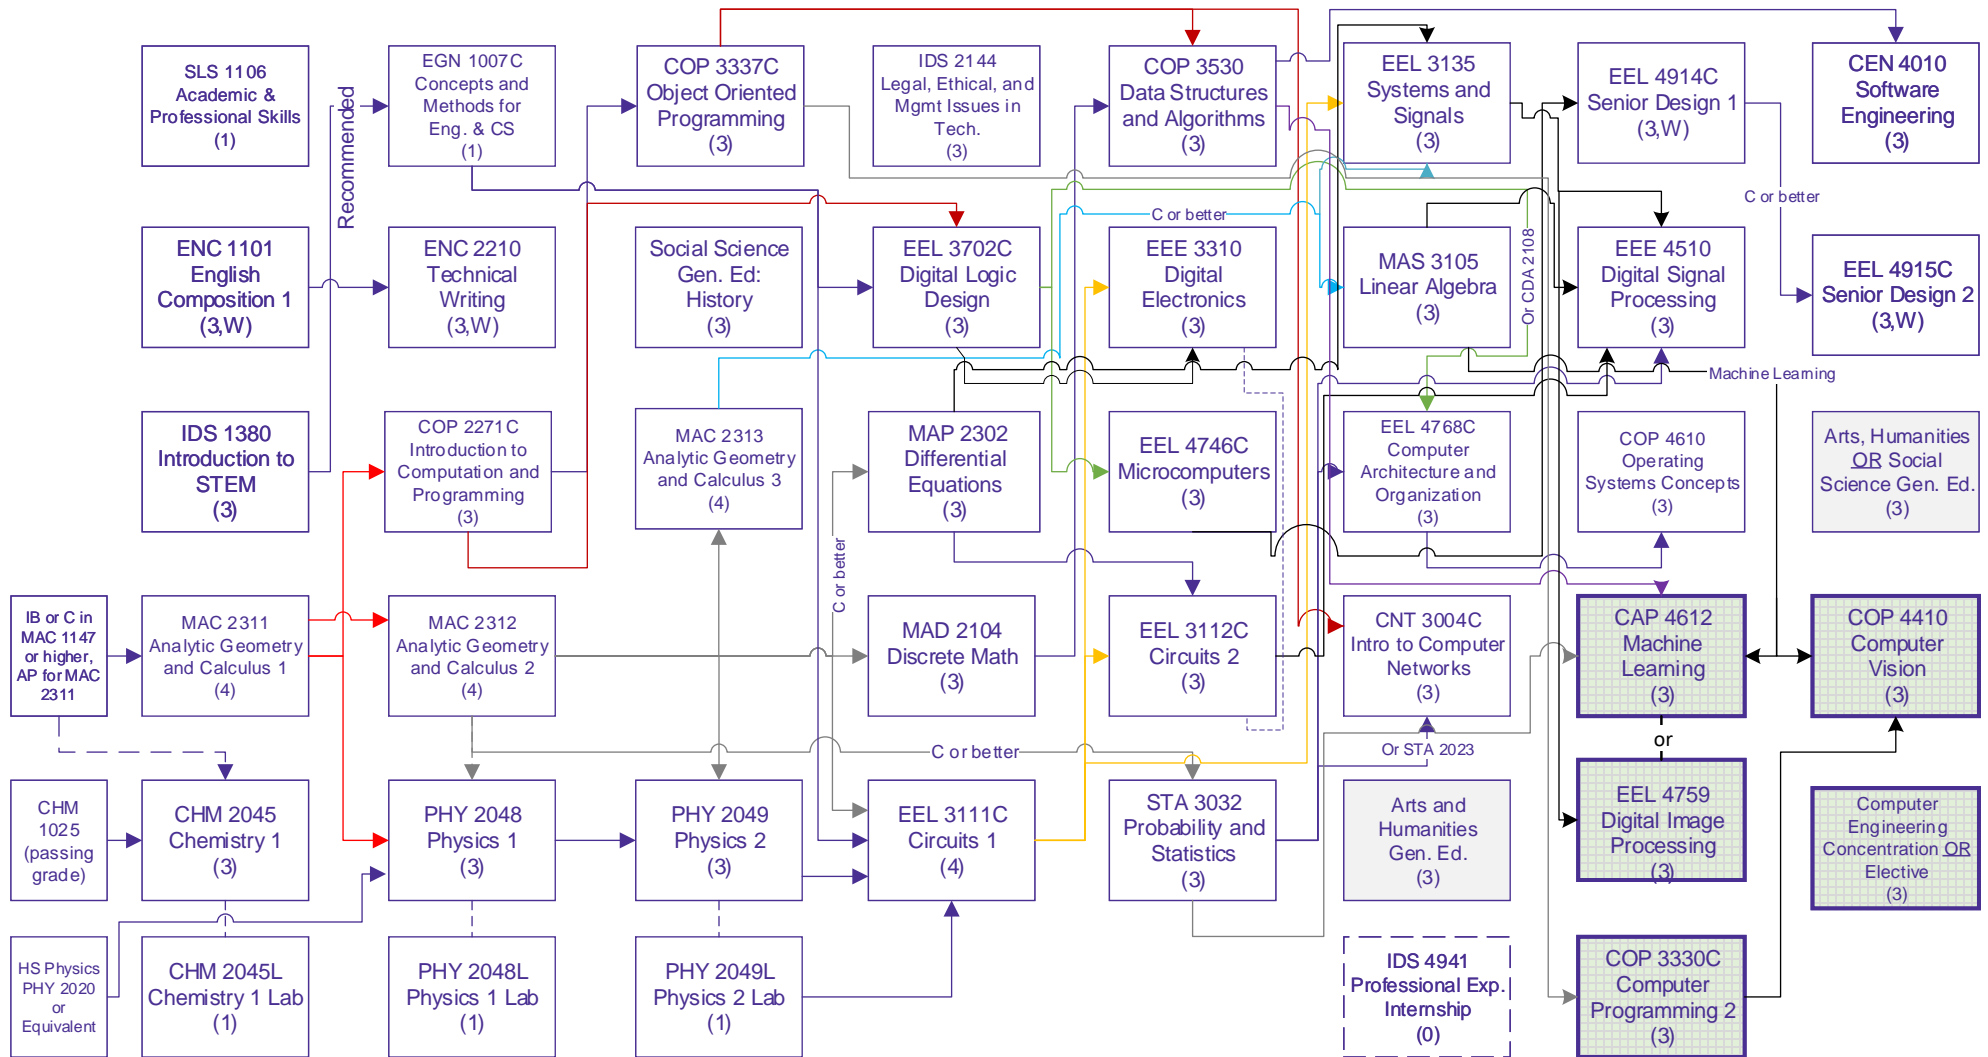 SLS 1106
Academic &
Professional Skills
(1)
Recommended
EGN 1007C
Concepts and
Methods for
Eng. & CS
(1)
COP 3337C
Object Oriented
Programming
(3)
IDS 2144
Legal, Ethical, and
Mgmt Issues in
Tech.
(3)
COP 3530
Data Structures
and Algorithms
(3)
EEL 3135
Systems and
Signals
(3)
EEL 4914C
Senior Design 1
(3,W)
CEN 4010
Software
Engineering
(3)
C or better
ENC 1101
English
Composition 1
(3,W)
ENC 2210
Technical
Writing
(3,W)
Social Science
Gen. Ed:
History
(3)
EEL 3702C
Digital Logic
Design
(3)
C or better
EEE 3310
Digital
Electronics
(3)
MAS 3105
Linear Algebra
(3)
Or CDA 2108
EEE 4510
Digital Signal
Processing
(3)
EEL 4915C
Senior Design 2
(3,W)
Machine Learning
IDS 1380
Introduction to
STEM
(3)
COP 2271C
Introduction to
Computation and
Programming
(3)
MAC 2313
Analytic Geometry
and Calculus 3
(4)
C or better
MAP 2302
Differential
Equations
(3)
EEL 4746C
Microcomputers
(3)
EEL 4768C
Computer
Architecture and
Organization
(3)
COP 4610
Operating
Systems Concepts
(3)
Arts, Humanities
OR Social
Science Gen. Ed.
(3)
IB or C in
MAC 1147
or higher,
AP for MAC
2311
MAC 2311
Analytic Geometry
and Calculus 1
(4)
MAC 2312
Analytic Geometry
and Calculus 2
(4)
MAD 2104
Discrete Math
(3)
EEL 3112C
Circuits 2
(3)
CNT 3004C
Intro to Computer
Networks
(3)
CAP 4612
Machine
Learning
(3)
COP 4410
Computer
Vision
(3)
C or better
Or STA 2023
or
CHM
1025
(passing
grade)
CHM 2045
Chemistry 1
(3)
PHY 2048
Physics 1
(3)
PHY 2049
Physics 2
(3)
EEL 3111C
Circuits 1
(4)
STA 3032
Probability and
Statistics
(3)
Arts and
Humanities
Gen. Ed.
(3)
EEL 4759
Digital Image
Processing
(3)
Computer
Engineering
Concentration OR
Elective
(3)
HS Physics
PHY 2020
or
Equivalent
CHM 2045L
Chemistry 1 Lab
(1)
PHY 2048L
Physics 1 Lab
(1)
PHY 2049L
Physics 2 Lab
(1)
IDS 4941
Professional Exp.
Internship
(0)
COP 3330C
Computer
Programming 2
(3)